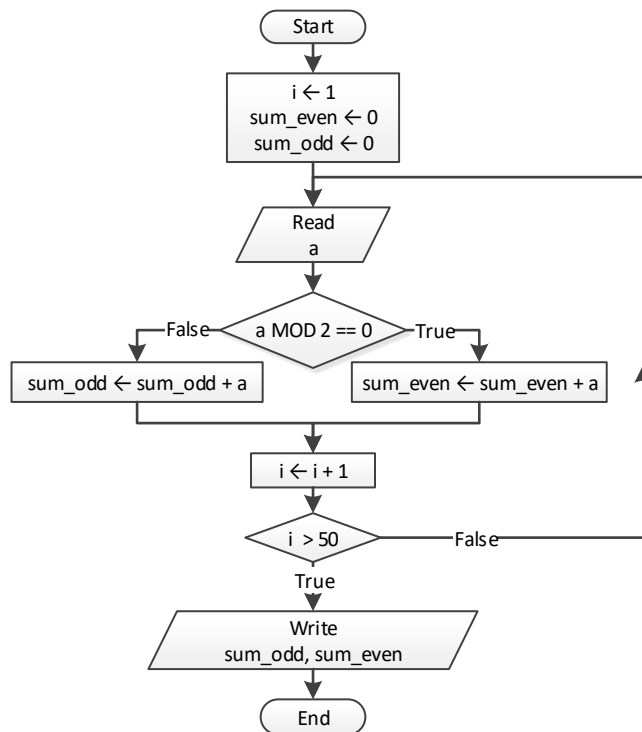 Start
i ← 1
sum_even ← 0
sum_odd ← 0
Read
a
a MOD 2 == 0
False
True
sum_odd ← sum_odd + a
sum_even ← sum_even + a
i ← i + 1
i > 50
False
True
Write
sum_odd, sum_even
End